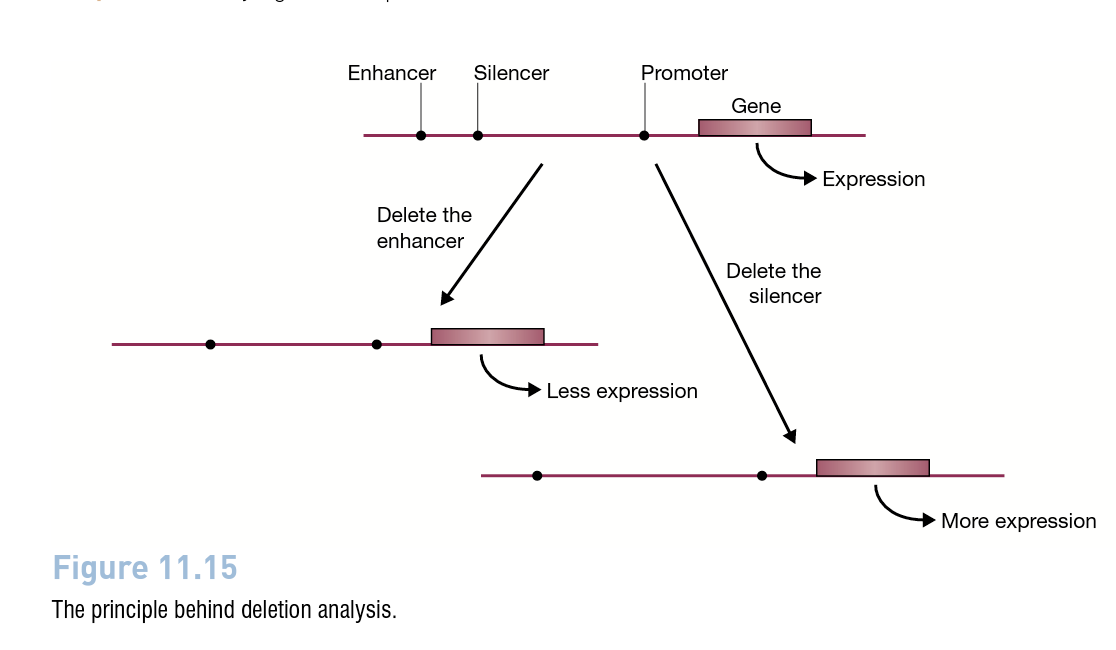 Enhancer Silencer Promoter
Gene
Expression
Delete the
enhancer
Delete the
silencer
Less expression
More expression
Figure 11.15
The principle behind deletion analysis.